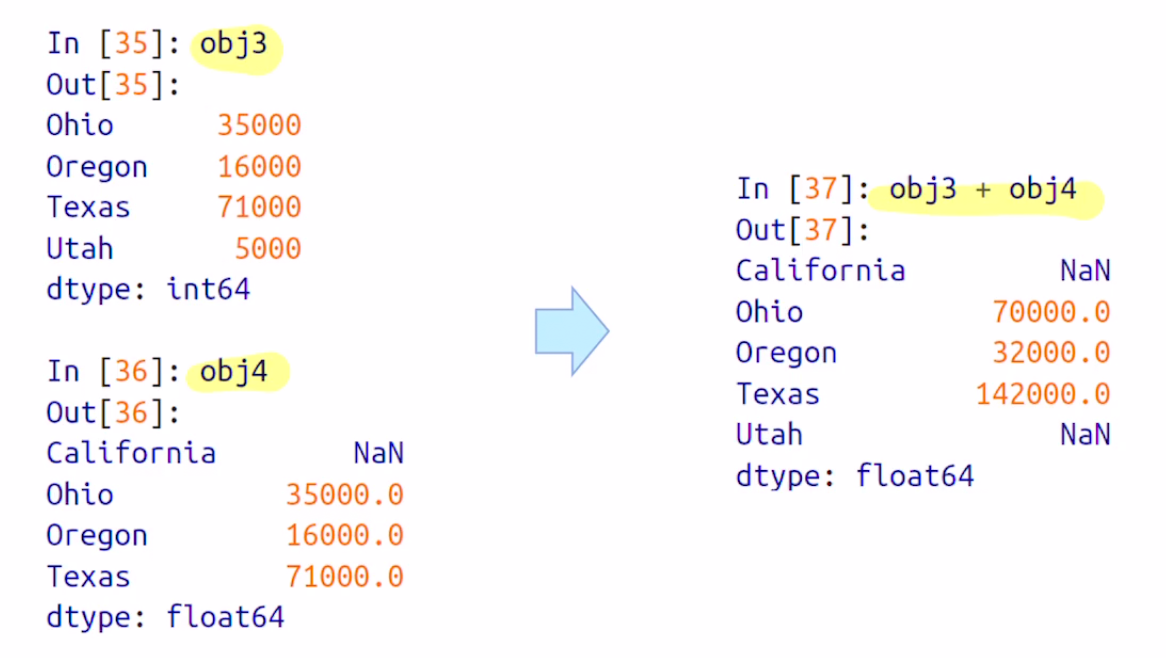 In [35]: obj3
Out[35]:
Ohio 35000
Oregon 16000
Texas 71000
Utah 5000
dtype: int64
In [36]: obj4
Out[36]:
California NaN
Ohio 35000.0
Oregon 16000.0
Texas 71000.0
dtype: float64
In [37]: obj3 + obj4
Out[37]:
California NaN
Ohio 70000.0
Oregon 32000.0
Texas 142000.0
Utah NaN
dtype: float64